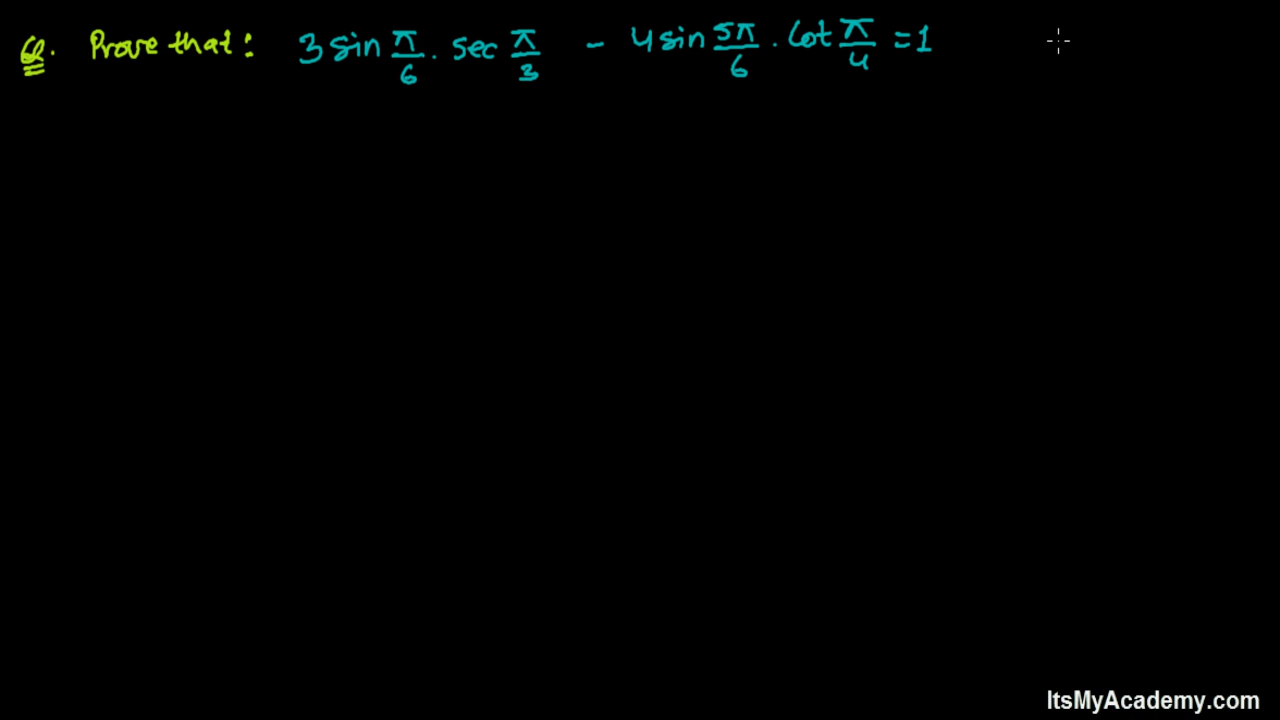 Q. Prove that: 3 sin π/6 . sec π/3 - 4 sin 5π/6 . cot π/4 = 1
ItsMyAcademy.com